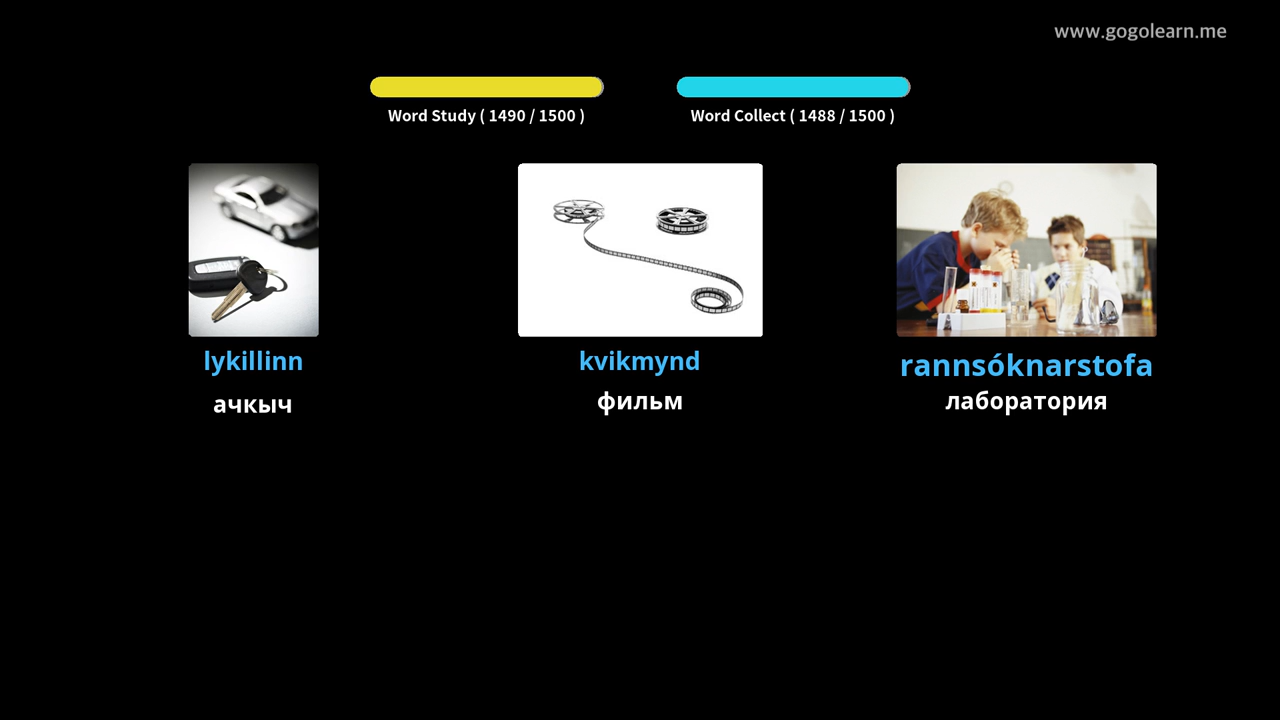 www.gogolearn.me
Word Study ( 1490 / 1500 )
Word Collect ( 1488 / 1500 )
lykillinn
ачкыч
kvikmynd
фильм
rannsóknarstofa
лаборатория